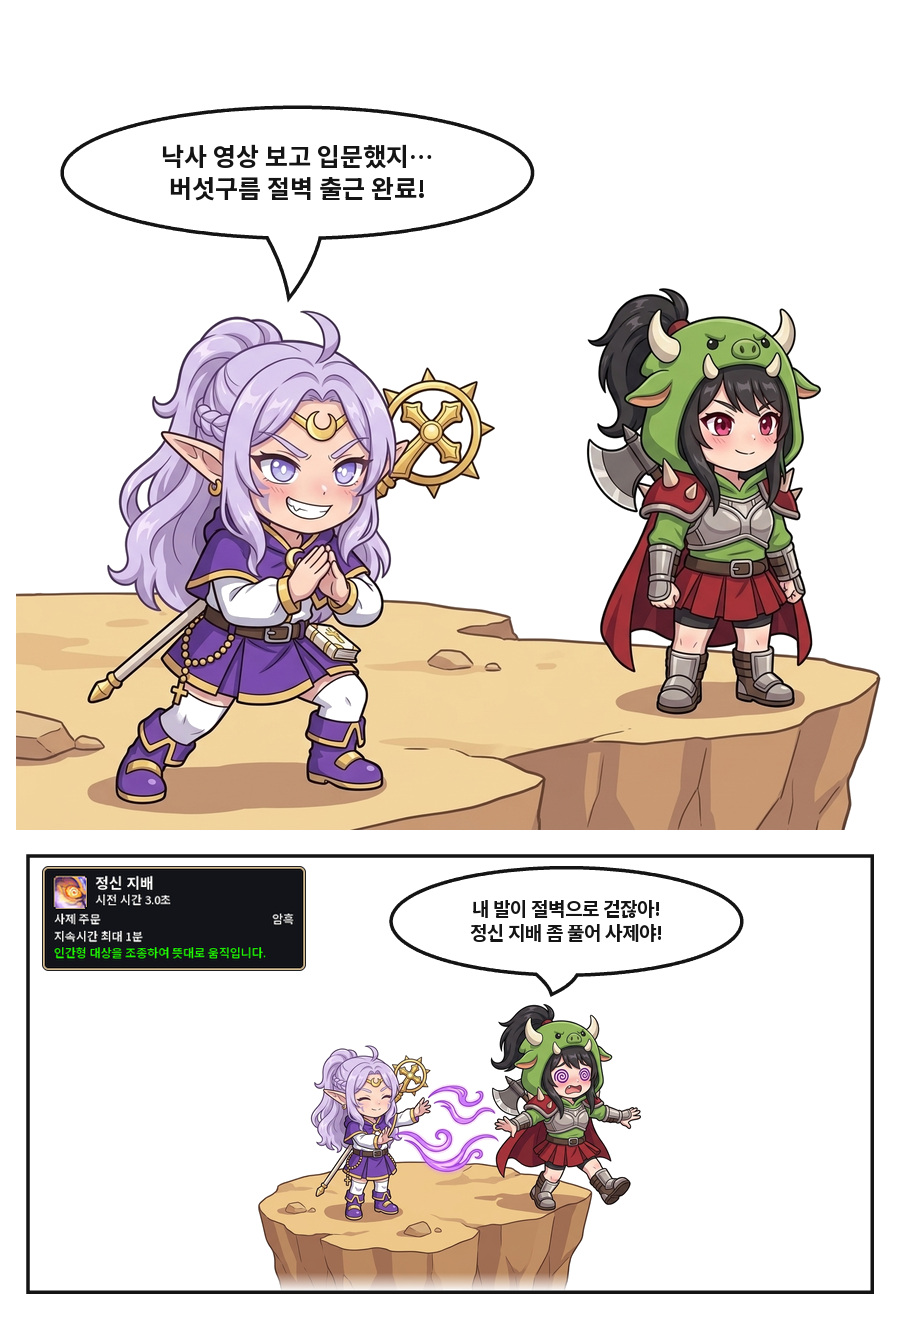 낙사 영상 보고 입문했지…
버섯구름 절벽 출근 완료!
정신 지배
시전 시간 3.0초
사제 주문 암흑
지속시간 최대 1분
인간형 대상을 조종하여 뜻대로 움직입니다.
내 발이 절벽으로 걷잖아!
정신 지배 좀 풀어 사제야!